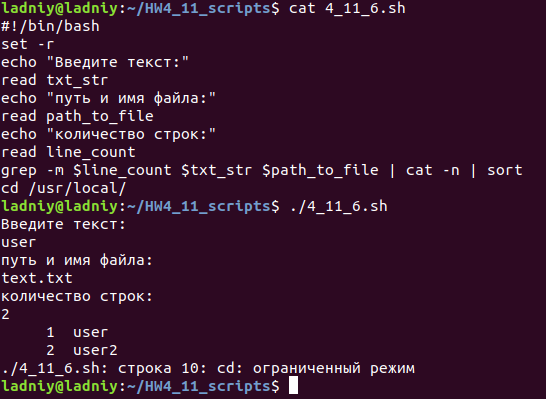 ladniy@ladniy:~/HW4_11_scripts$ cat 4_11_6.sh
#!/bin/bash
set -r
echo "Введите текст:"
read txt_str
echo "путь и имя файла:"
read path_to_file
echo "количество строк:"
read line_count
grep -m $line_count $txt_str $path_to_file | cat -n | sort
cd /usr/local/
ladniy@ladniy:~/HW4_11_scripts$ ./4_11_6.sh
Введите текст:
user
путь и имя файла:
text.txt
количество строк:
2
     1  user
     2  user2
./4_11_6.sh: строка 10: cd: ограниченный режим
ladniy@ladniy:~/HW4_11_scripts$